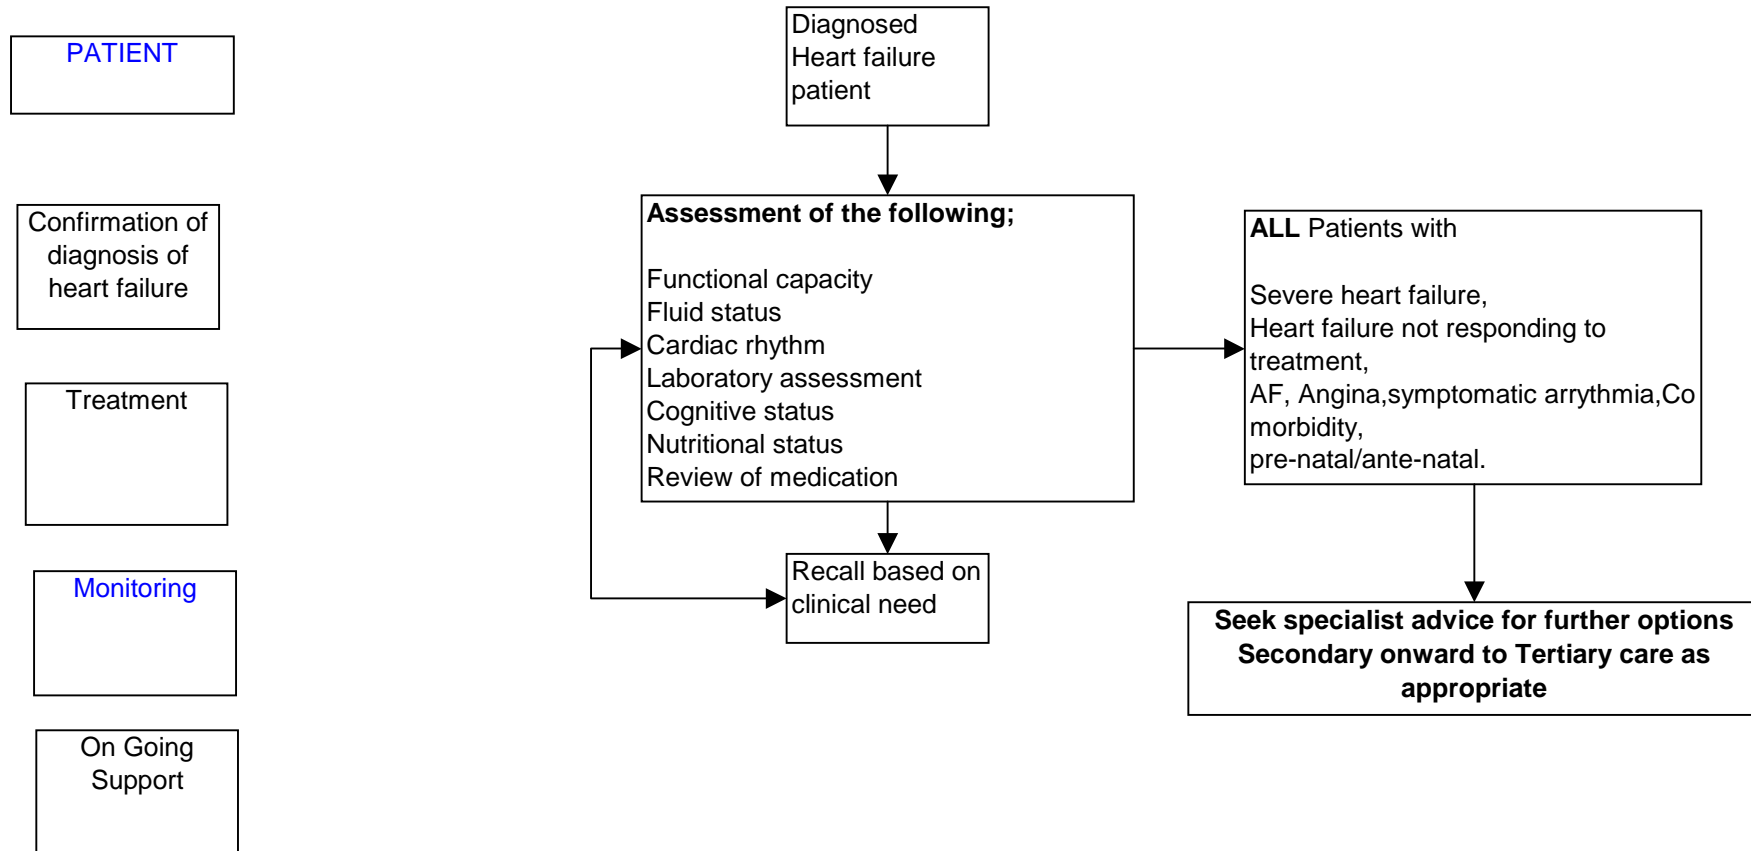 PATIENT
Confirmation of
diagnosis of
heart failure
Treatment
Monitoring
On Going
Support
Diagnosed
Heart failure
patient
Assessment of the following;
Functional capacity
Fluid status
Cardiac rhythm
Laboratory assessment
Cognitive status
Nutritional status
Review of medication
Recall based on
clinical need
ALL Patients with
Severe heart failure,
Heart failure not responding to
treatment,
AF, Angina,symptomatic arrythmia,Co
morbidity,
pre-natal/ante-natal.
Seek specialist advice for further options
Secondary onward to Tertiary care as
appropriate